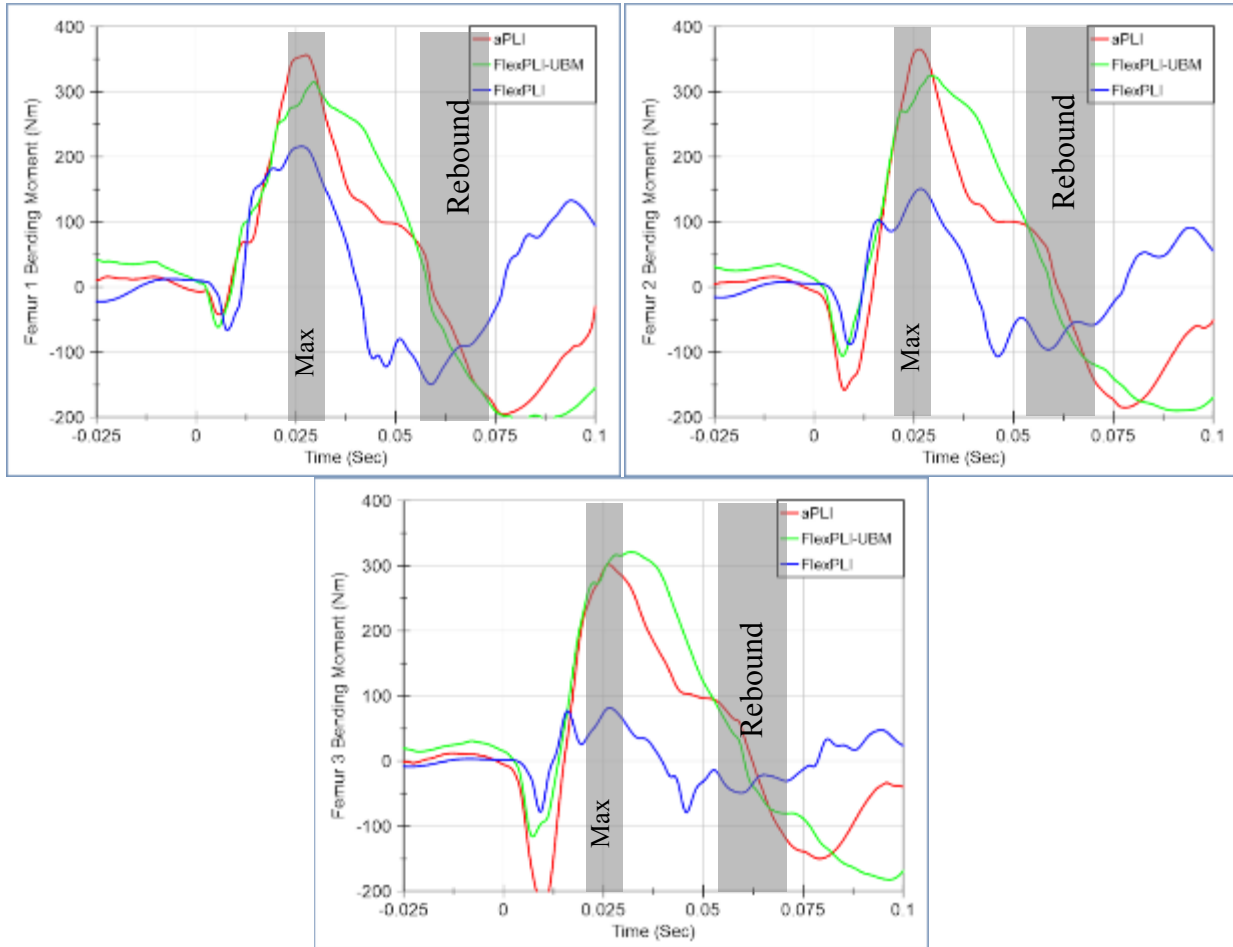 400
300
200
100
0
-100
-200
-0.025
0
0.025
0.05
0.075
0.1
Femur 1 Bending Moment (Nm)
Time (Sec)
aPLI
FlexPLI-UBM
FlexPLI
Max
Rebound
400
300
200
100
0
-100
-200
-0.025
0
0.025
0.05
0.075
0.1
Femur 2 Bending Moment (Nm)
Time (Sec)
aPLI
FlexPLI-UBM
FlexPLI
Max
Rebound
400
300
200
100
0
-100
-200
-0.025
0
0.025
0.05
0.075
0.1
Femur 3 Bending Moment (Nm)
Time (Sec)
aPLI
FlexPLI-UBM
FlexPLI
Max
Rebound